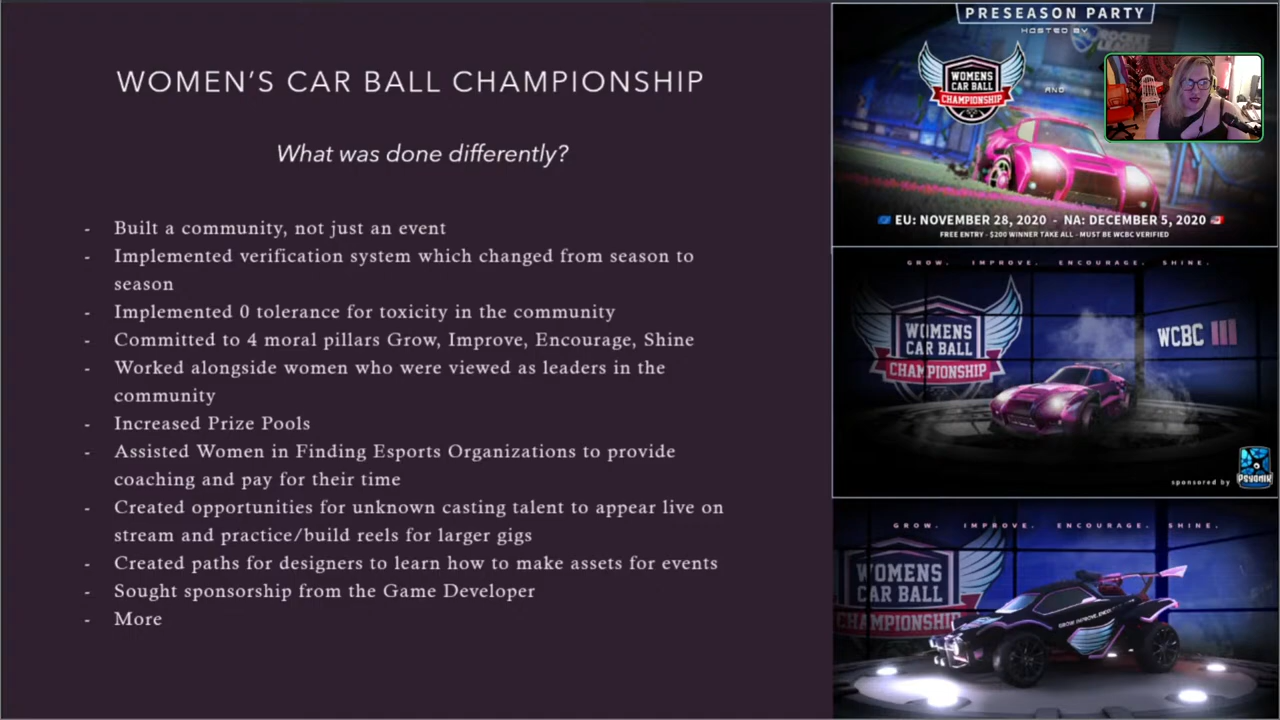 WOMEN'S CAR BALL CHAMPIONSHIP
What was done differently?
- Built a community, not just an event
- Implemented verification system which changed from season to
season
- Implemented 0 tolerance for toxicity in the community
- Committed to 4 moral pillars Grow, Improve, Encourage, Shine
- Worked alongside women who were viewed as leaders in the
community
- Increased Prize Pools
- Assisted Women in Finding Esports Organizations to provide
coaching and pay for their time
- Created opportunities for unknown casting talent to appear live on
stream and practice/build reels for larger gigs
- Created paths for designers to learn how to make assets for events
- Sought sponsorship from the Game Developer
- More
PRESEASON PARTY
HOSTED BY
ROCKET
WOMENS
CAR BALL
CHAMPIONSHIP
AND
EU: NOVEMBER 28, 2020 - NA: DECEMBER 5, 2020
FREE ENTRY - $200 WINNER TAKE ALL - MUST BE WCBC VERIFIED
GROW. IMPROVE. ENCOURAGE. SHINE.
WOMENS
CAR BALL
CHAMPIONSHIP
WCBC III
sponsored by
PSYONIX
GROW. IMPROVE. ENCOURAGE. SHINE.
WOMENS
CAR BALL
CHAMPIONSHIP